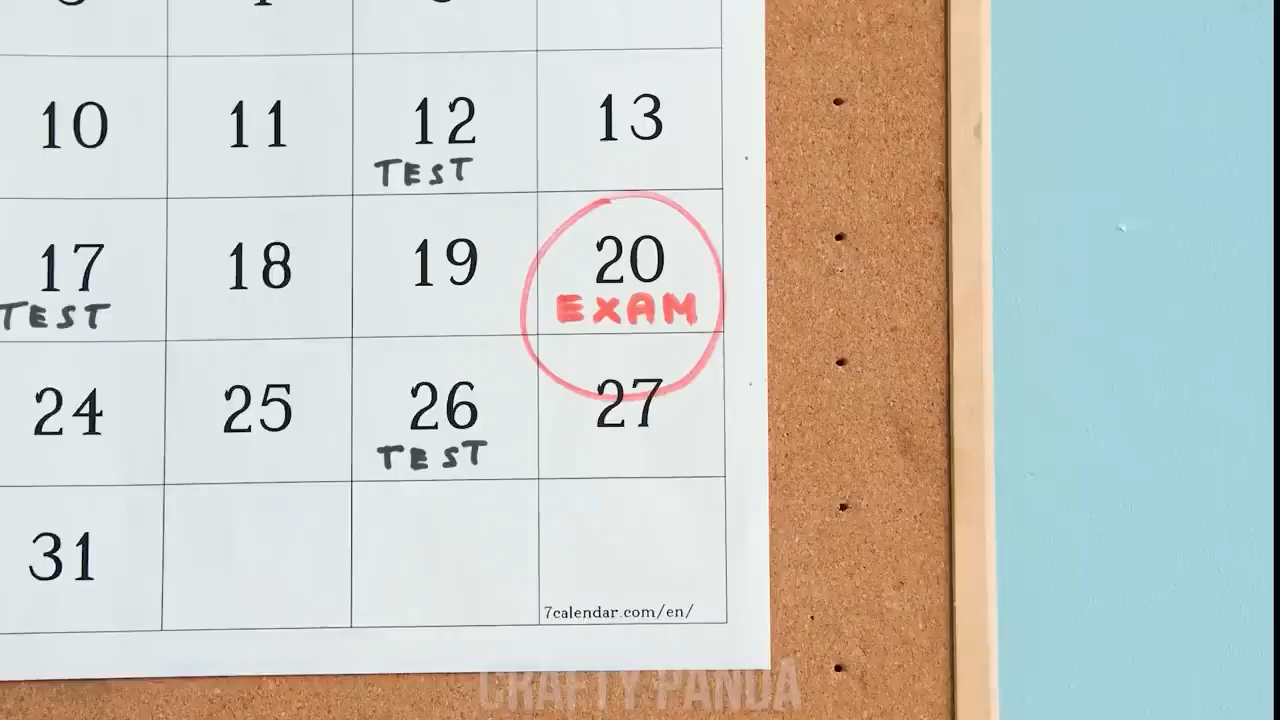 10 11 12 13
TEST
17 18 19 20
TEST EXAM
24 25 26 27
TEST
31
7calendar.com/en/
CRAFTY PANDA